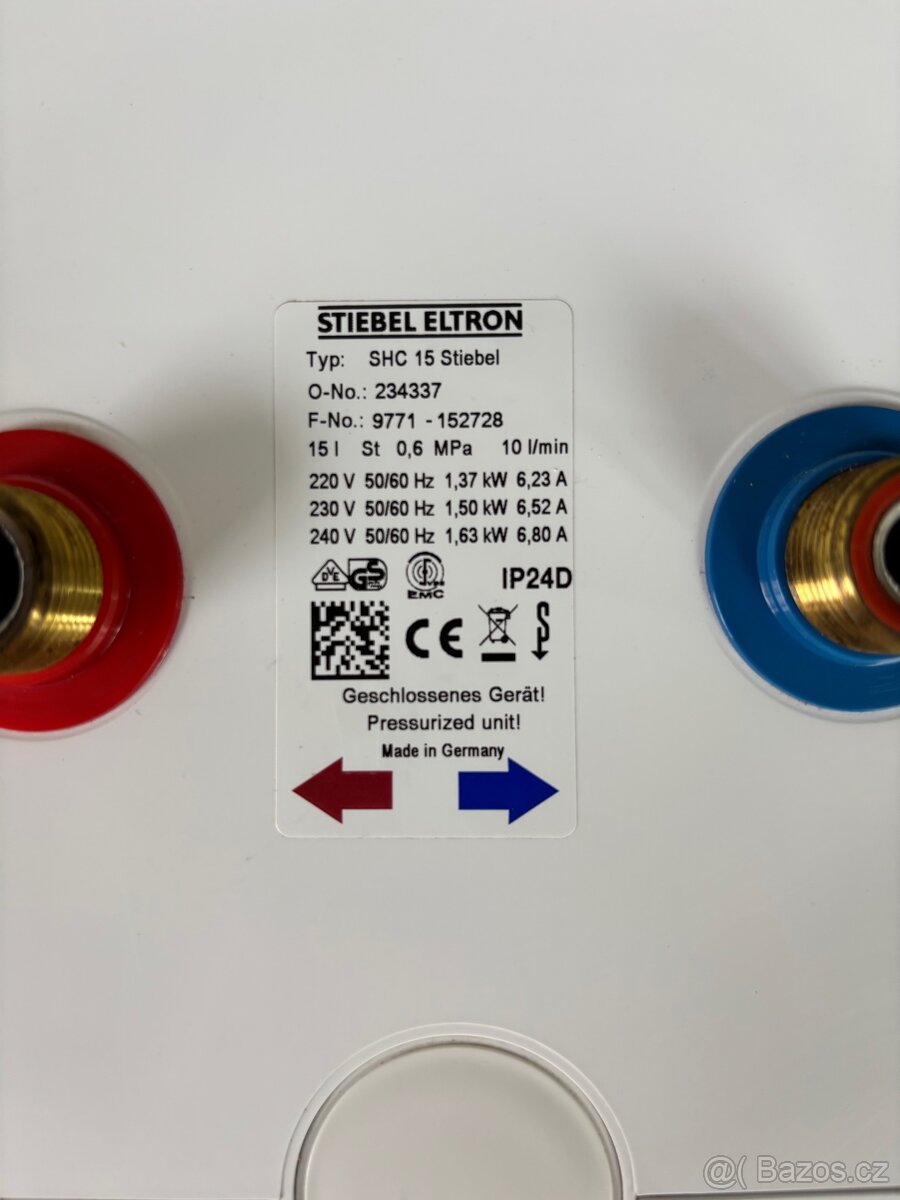 STIEBEL ELTRON
Typ: SHC 15 Stiebel
O-No.: 234337
F-No.: 9771 - 152728
15 l St 0,6 MPa 10 l/min
220 V 50/60 Hz 1,37 kW 6,23 A
230 V 50/60 Hz 1,50 kW 6,52 A
240 V 50/60 Hz 1,63 kW 6,80 A
DVE GS EMC IP24D
CE
Geschlossenes Gerät!
Pressurized unit!
Made in Germany
@( Bazos.cz